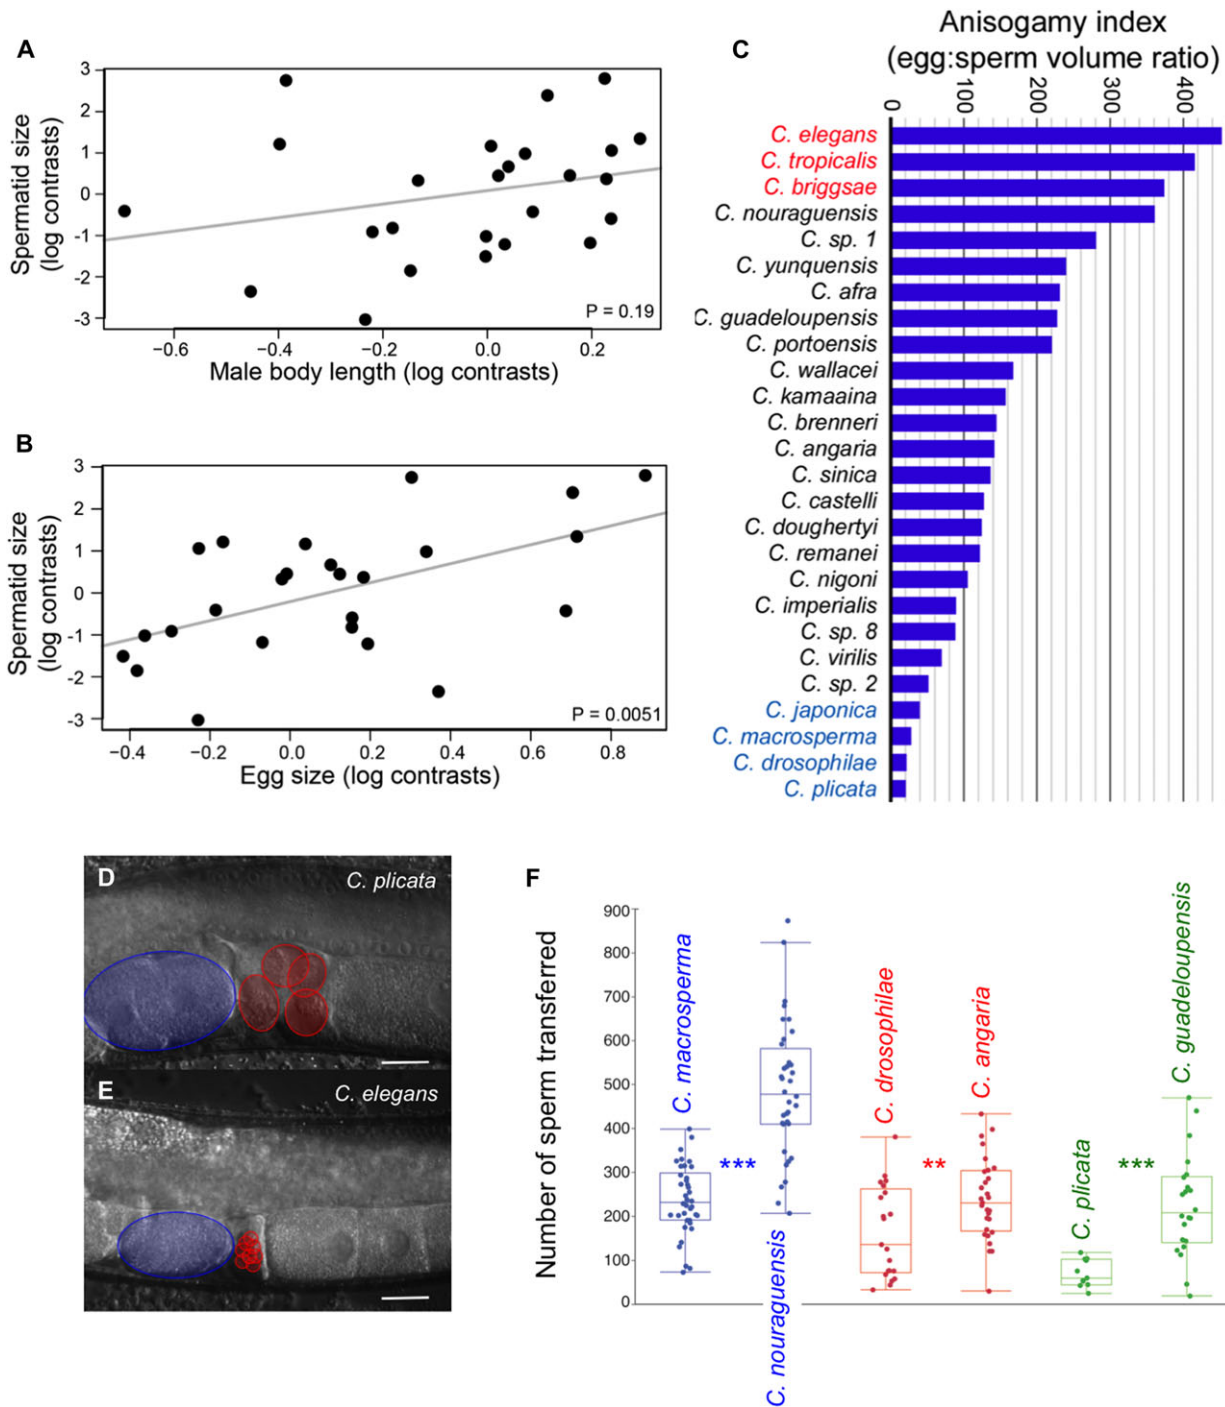 A
Spermatid size
(log contrasts)
3
2
1
0
-1
-2
-3
P = 0.19
−0.6
−0.4
−0.2
0.0
0.2
Male body length (log contrasts)
B
Spermatid size
(log contrasts)
3
2
1
0
-1
-2
-3
P = 0.0051
−0.4
−0.2
0.0
0.2
0.4
0.6
0.8
Egg size (log contrasts)
C
Anisogamy index
(egg:sperm volume ratio)
0
100
200
300
400
C. elegans
C. tropicalis
C. briggsae
C. nouraguensis
C. sp. 1
C. yunquensis
C. afra
C. guadeloupensis
C. portoensis
C. wallacei
C. kamaaina
C. brenneri
C. angaria
C. sinica
C. castelli
C. doughertyi
C. remanei
C. nigoni
C. imperialis
C. sp. 8
C. virilis
C. sp. 2
C. japonica
C. macrosperma
C. drosophilae
C. plicata
D
C. plicata
E
C. elegans
F
Number of sperm transferred
900
800
700
600
500
400
300
200
100
0
C. macrosperma
***
C. nouraguensis
C. drosophilae
**
C. angaria
C. plicata
***
C. guadeloupensis